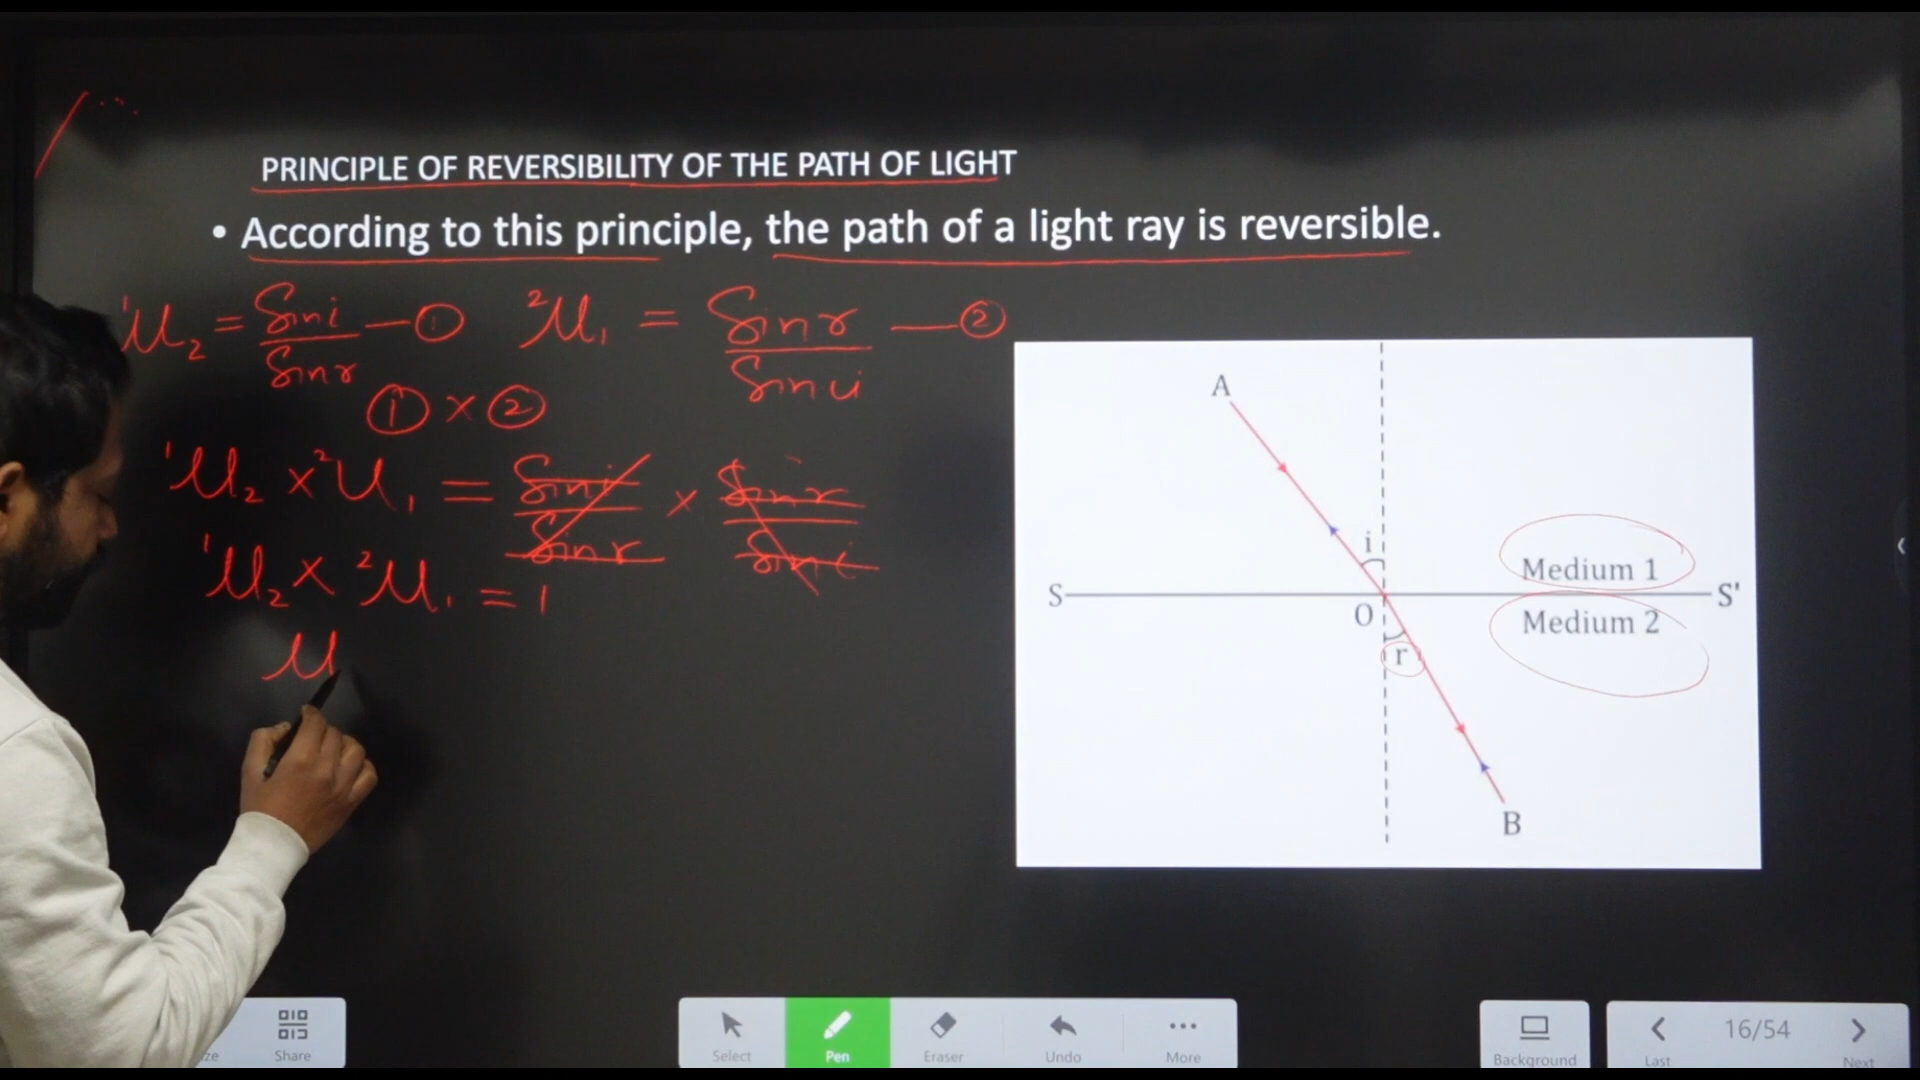 PRINCIPLE OF REVERSIBILITY OF THE PATH OF LIGHT
• According to this principle, the path of a light ray is reversible.
¹μ₂ = Sin i / Sin r — ① ²μ₁ = Sin r / Sin i — ②
① × ②
¹μ₂ × ²μ₁ = Sin i / Sin r × Sin r / Sin i
¹μ₂ × ²μ₁ = 1
μ
A
i
Medium 1
S O S'
Medium 2
r
B
Share Select Pen Eraser Undo More Background Last 16/54 Next